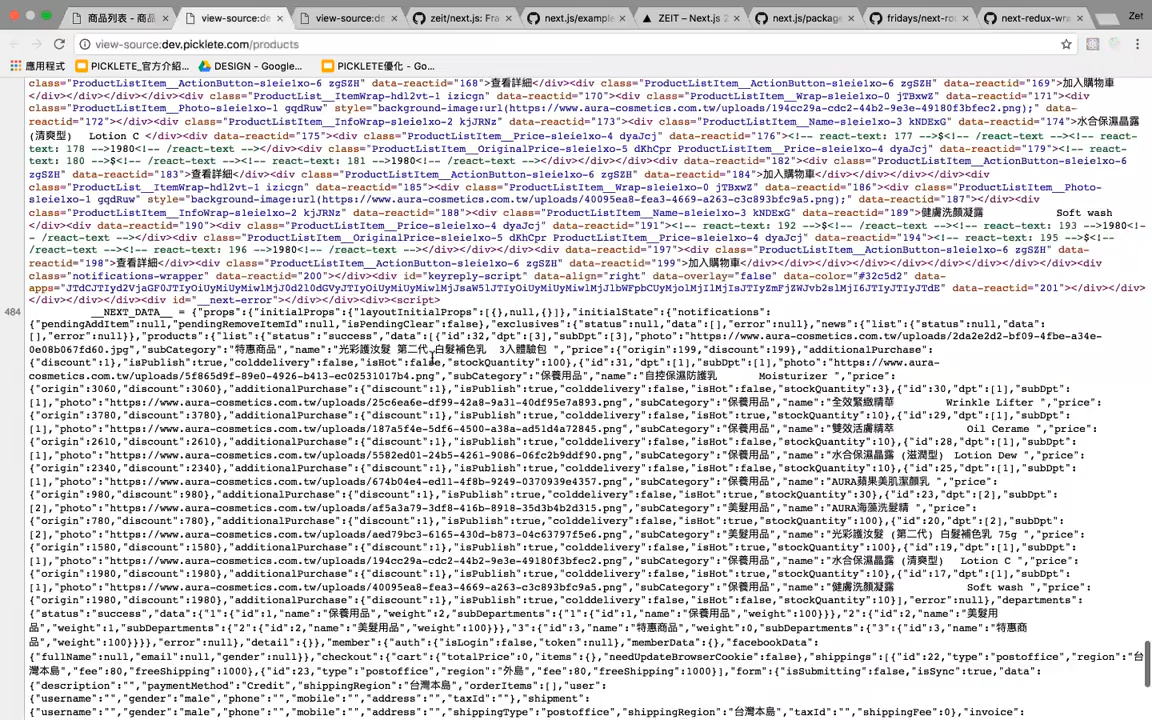 商品列表 - 商品 × view-source:de × view-source:ds × zeit/next.js: Fra × next.js/example × ZEIT – Next.js 2 × next.js/package × fridays/next-ro × next-redux-wra × Zet
view-source:dev.picklete.com/products
應用程式 PICKLETE_官方介紹... DESIGN - Google... PICKLETE優化 - Go...
class="ProductListItem__ActionButton-sleielxo-6 zgSZH" data-reactid="168">查看詳細</div><div class="ProductListItem__ActionButton-sleielxo-6 zgSZH" data-reactid="169">加入購物車
</div></div></div></div><div class="ProductList__ItemWrap-hdl2vt-1 izicgn" data-reactid="170"><div class="ProductListItem__Wrap-sleielxo-0 jTBxwZ" data-reactid="171"><div
class="ProductListItem__Photo-sleielxo-1 gqdRuw" style="background-image:url(https://www.aura-cosmetics.com.tw/uploads/194cc29a-cdc2-44b2-9e3e-49180f3bfec2.png);" data-
reactid="172"></div><div class="ProductListItem__InfoWrap-sleielxo-2 kjJRNz" data-reactid="173"><div class="ProductListItem__Name-sleielxo-3 kNDExG" data-reactid="174">水合保濕晶露
(清爽型) Lotion C </div><div data-reactid="175"><div class="ProductListItem__Price-sleielxo-4 dyaJcj" data-reactid="176"><!-- react-text: 177 -->$<!-- /react-text --><!-- react-
text: 178 -->1980<!-- /react-text --></div><div class="ProductListItem__OriginalPrice-sleielxo-5 dKhCpr ProductListItem__Price-sleielxo-4 dyaJcj" data-reactid="179"><!-- react-
text: 180 -->$<!-- /react-text --><!-- react-text: 181 -->1980<!-- /react-text --></div></div><div data-reactid="182"><div class="ProductListItem__ActionButton-sleielxo-6
zgSZH" data-reactid="183">查看詳細</div><div class="ProductListItem__ActionButton-sleielxo-6 zgSZH" data-reactid="184">加入購物車</div></div></div></div><div
class="ProductList__ItemWrap-hdl2vt-1 izicgn" data-reactid="185"><div class="ProductListItem__Wrap-sleielxo-0 jTBxwZ" data-reactid="186"><div class="ProductListItem__Photo-
sleielxo-1 gqdRuw" style="background-image:url(https://www.aura-cosmetics.com.tw/uploads/40095ea8-fea3-4669-a263-c3c893bfc9a5.png);" data-reactid="187"></div><div
class="ProductListItem__InfoWrap-sleielxo-2 kjJRNz" data-reactid="188"><div class="ProductListItem__Name-sleielxo-3 kNDExG" data-reactid="189">健膚洗顏凝露 Soft wash
</div><div data-reactid="190"><div class="ProductListItem__Price-sleielxo-4 dyaJcj" data-reactid="191"><!-- react-text: 192 -->$<!-- /react-text --><!-- react-text: 193 -->1980<!--
- /react-text --></div><div class="ProductListItem__OriginalPrice-sleielxo-5 dKhCpr ProductListItem__Price-sleielxo-4 dyaJcj" data-reactid="194"><!-- react-text: 195 -->$<!--
/react-text --><!-- react-text: 196 -->1980<!-- /react-text --></div></div><div data-reactid="197"><div class="ProductListItem__ActionButton-sleielxo-6 zgSZH" data-
reactid="198">查看詳細</div><div class="ProductListItem__ActionButton-sleielxo-6 zgSZH" data-reactid="199">加入購物車</div></div></div></div></div></div></div><div
class="notifications-wrapper" data-reactid="200"></div><div id="keyreply-script" data-align="right" data-overlay="false" data-color="#32c5d2" data-
</div></div></div></div><div id="__next-error"></div></div><div><script>
484 __NEXT_DATA__ = {"props":{"initialProps":{"layoutInitialProps":[{},null,{}]},"initialState":{"notifications":
{"pendingAddItem":null,"pendingRemoveItemId":null,"isPendingClear":false},"exclusives":{"status":null,"data":[],"error":null},"news":{"list":{"status":null,"data":
[],"error":null}},"products":{"list":{"status":"success","data":[{"id":32,"dpt":[3],"subDpt":[3],"photo":"https://www.aura-cosmetics.com.tw/uploads/2da2e2d2-bf09-4fbe-a34e-
0e08b067fd60.jpg","subCategory":"特惠商品","name":"光彩護汝髮 第二代 白髮補色乳 3入體驗包 ","price":{"origin":199,"discount":199},"additionalPurchase":
{"discount":1},"isPublish":true,"colddelivery":false,"isHot":false,"stockQuantity":100},{"id":31,"dpt":[1],"subDpt":[1],"photo":"https://www.aura-
cosmetics.com.tw/uploads/5f865d9f-89e0-4926-b413-ec02531017b4.png","subCategory":"保養用品","name":"自控保濕防護乳 Moisturizer ","price":
{"origin":3060,"discount":3060},"additionalPurchase":{"discount":1},"isPublish":true,"colddelivery":false,"isHot":true,"stockQuantity":3},{"id":30,"dpt":[1],"subDpt":
[1],"photo":"https://www.aura-cosmetics.com.tw/uploads/25c6ea6e-df99-42a8-9a31-40df95e7a893.png","subCategory":"保養用品","name":"全效緊緻精華 Wrinkle Lifter ","price":
{"origin":3780,"discount":3780},"additionalPurchase":{"discount":1},"isPublish":true,"colddelivery":false,"isHot":true,"stockQuantity":10},{"id":29,"dpt":[1],"subDpt":
[1],"photo":"https://www.aura-cosmetics.com.tw/uploads/187a5f4e-5df6-4500-a38a-ad51d4a72845.png","subCategory":"保養用品","name":"雙效活膚精萃 Oil Cerame ","price":
{"origin":2610,"discount":2610},"additionalPurchase":{"discount":1},"isPublish":true,"colddelivery":false,"isHot":true,"stockQuantity":10},{"id":28,"dpt":[1],"subDpt":
[1],"photo":"https://www.aura-cosmetics.com.tw/uploads/5582ed01-24b5-4261-9086-06fc2b9ddf90.png","subCategory":"保養用品","name":"水合保濕晶露 (滋潤型) Lotion Dew ","price":
{"origin":2340,"discount":2340},"additionalPurchase":{"discount":1},"isPublish":true,"colddelivery":false,"isHot":true,"stockQuantity":10},{"id":25,"dpt":[1],"subDpt":
[1],"photo":"https://www.aura-cosmetics.com.tw/uploads/674b04e4-ed11-4f8b-9249-0370939e4357.png","subCategory":"保養用品","name":"AURA蘋果美肌潔顏乳 ","price":
{"origin":980,"discount":980},"additionalPurchase":{"discount":1},"isPublish":true,"colddelivery":false,"isHot":true,"stockQuantity":30},{"id":23,"dpt":[2],"subDpt":
[2],"photo":"https://www.aura-cosmetics.com.tw/uploads/af5a3a79-3df8-416b-8918-35d3b4b2d315.png","subCategory":"美髮用品","name":"AURA海藻洗髮精 ","price":
{"origin":780,"discount":780},"additionalPurchase":{"discount":1},"isPublish":true,"colddelivery":false,"isHot":true,"stockQuantity":100},{"id":20,"dpt":[2],"subDpt":
[2],"photo":"https://www.aura-cosmetics.com.tw/uploads/aed79bc3-6165-430d-b873-04c63797f5e6.png","subCategory":"美髮用品","name":"光彩護汝髮 (第二代) 白髮補色乳 75g ","price":
{"origin":1580,"discount":1580},"additionalPurchase":{"discount":1},"isPublish":true,"colddelivery":false,"isHot":true,"stockQuantity":100},{"id":19,"dpt":[1],"subDpt":
[1],"photo":"https://www.aura-cosmetics.com.tw/uploads/194cc29a-cdc2-44b2-9e3e-49180f3bfec2.png","subCategory":"保養用品","name":"水合保濕晶露 (清爽型) Lotion C ","price":
{"origin":1980,"discount":1980},"additionalPurchase":{"discount":1},"isPublish":true,"colddelivery":false,"isHot":true,"stockQuantity":10},{"id":17,"dpt":[1],"subDpt":
[1],"photo":"https://www.aura-cosmetics.com.tw/uploads/40095ea8-fea3-4669-a263-c3c893bfc9a5.png","subCategory":"保養用品","name":"健膚洗顏凝露 Soft wash ","price":
{"origin":1980,"discount":1980},"additionalPurchase":{"discount":1},"isPublish":true,"colddelivery":false,"isHot":true,"stockQuantity":10}],"error":null},"departments":
{"status":"success","data":{"1":{"id":1,"name":"保養用品","weight":2,"subDepartments":{"1":{"id":1,"name":"保養用品","weight":100}}},"2":{"id":2,"name":"美髮用
品","weight":1,"subDepartments":{"2":{"id":2,"name":"美髮用品","weight":100}}},"3":{"id":3,"name":"特惠商品","weight":0,"subDepartments":{"3":{"id":3,"name":"特惠商
品","weight":100}}}},"error":null},"detail":{}},"member":{"auth":{"isLogin":false,"token":null},"memberData":{},"facebookData":
{"fullName":null,"email":null,"gender":null}},"checkout":{"cart":{"totalPrice":0,"items":{},"needUpdateBrowserCookie":false},"shippings":[{"id":22,"type":"postoffice","region":"台
灣本島","fee":80,"freeShipping":1000},{"id":23,"type":"postoffice","region":"外島","fee":80,"freeShipping":1000}],"form":{"isSubmitting":false,"isSync":true,"data":
{"description":"","paymentMethod":"Credit","shippingRegion":"台灣本島","orderItems":[],"user":
{"username":"","gender":"male","phone":"","mobile":"","address":"","taxId":""},"shipment":
{"username":"","gender":"male","phone":"","mobile":"","address":"","shippingType":"postoffice","shippingRegion":"台灣本島","taxId":"","shippingFee":0},"invoice":